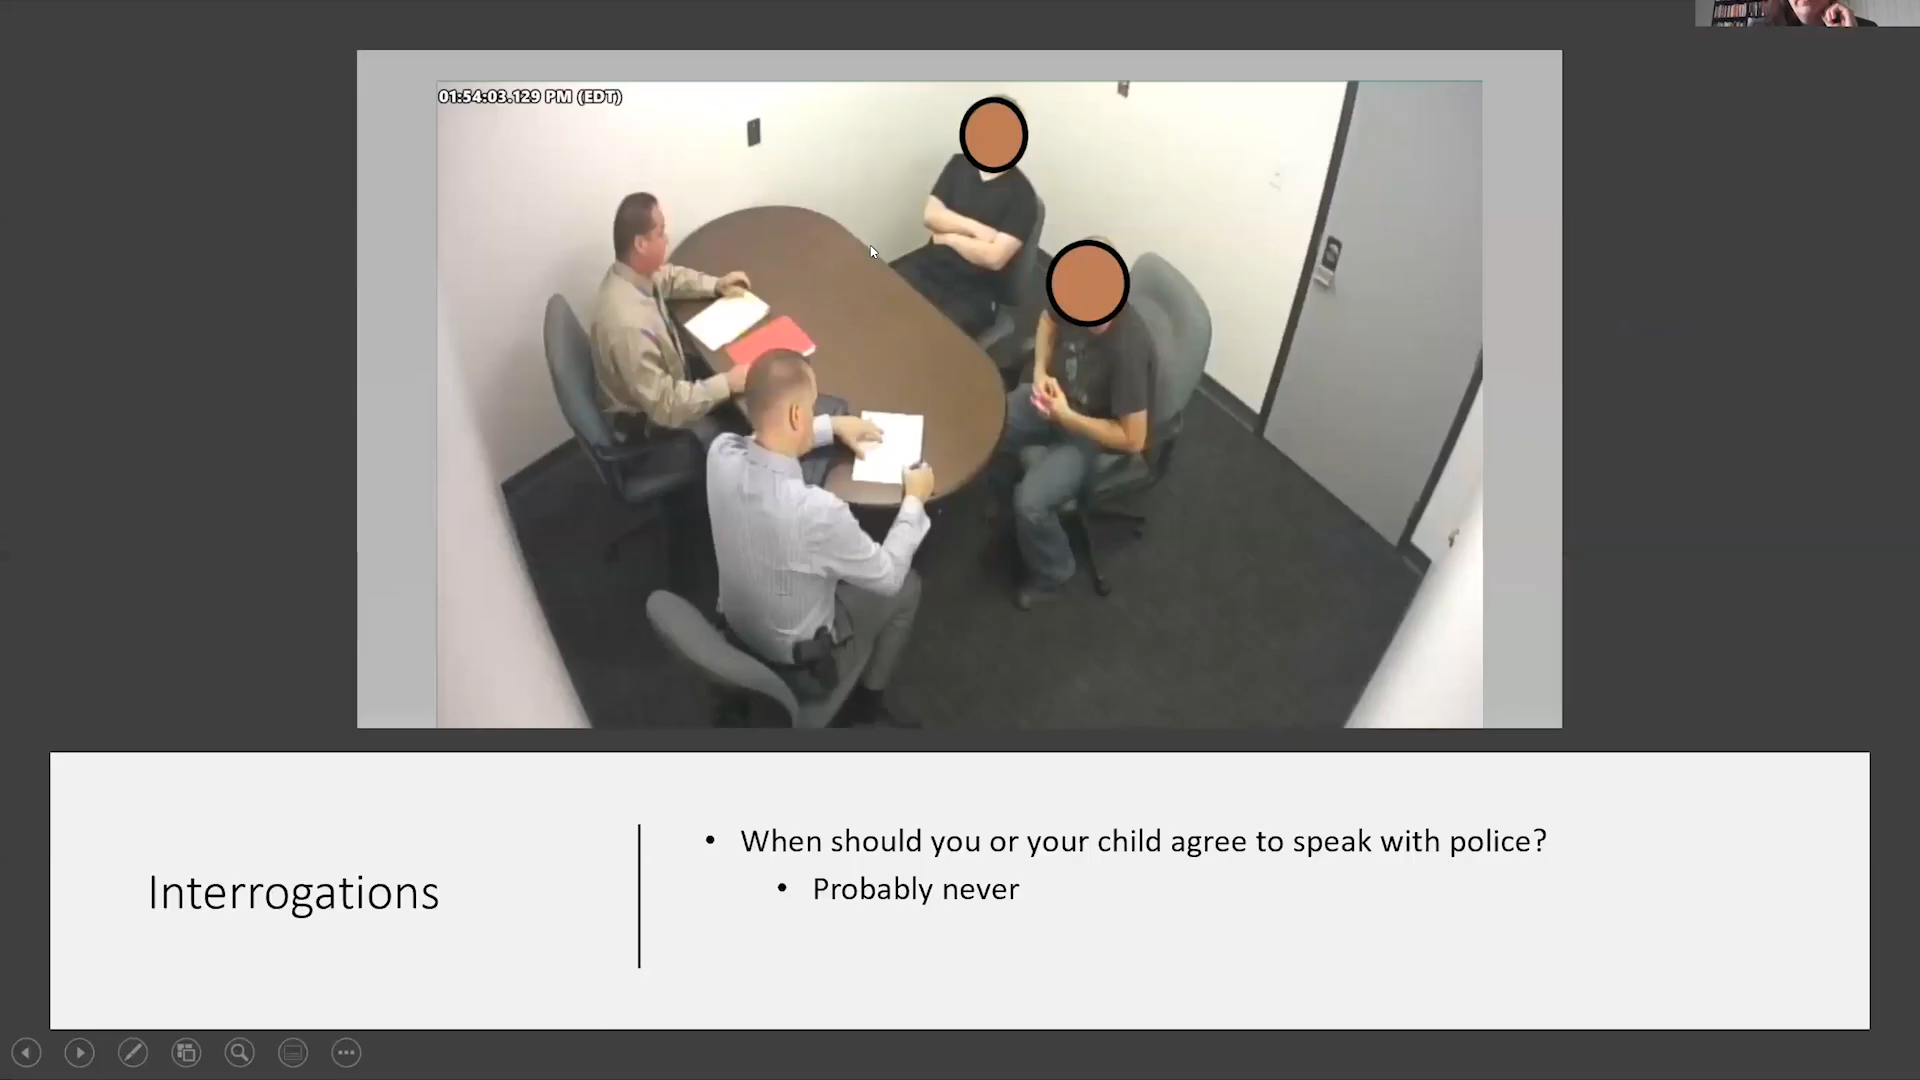 01:54:03.129 PM (EDT)
Interrogations
• When should you or your child agree to speak with police?
• Probably never